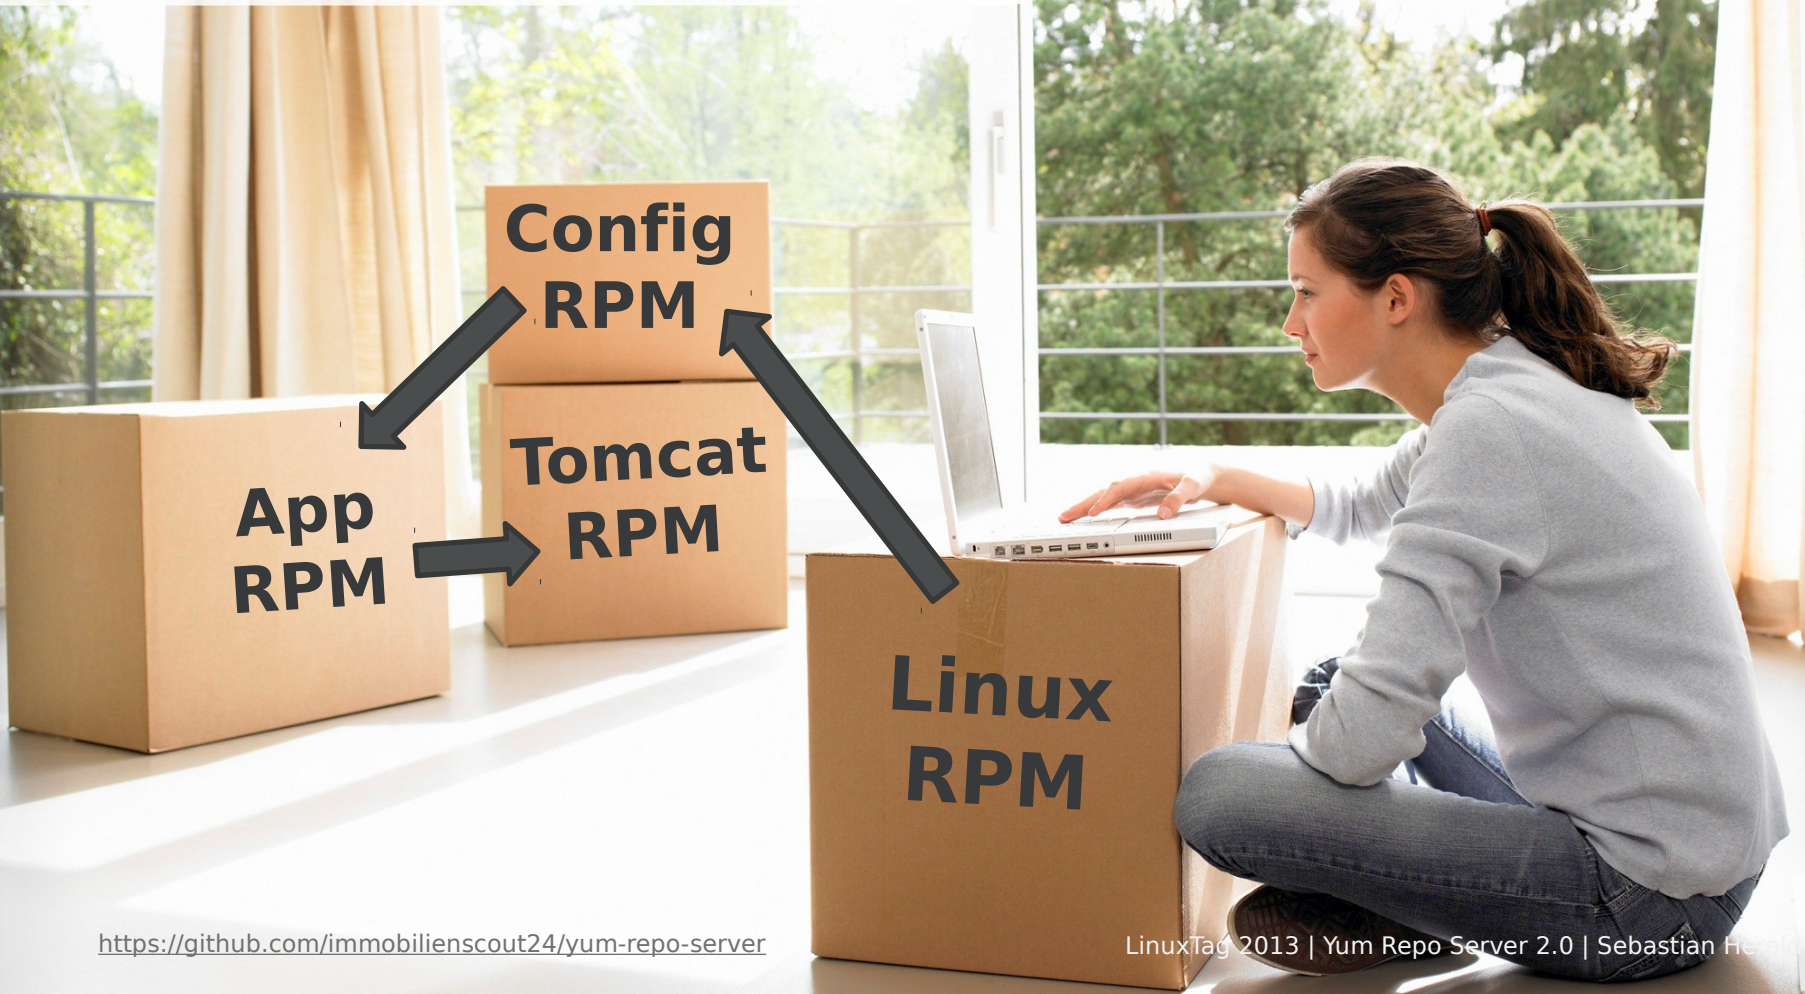 Config
RPM
Tomcat
RPM
App
RPM
Linux
RPM
https://github.com/immobilienscout24/yum-repo-server
LinuxTag 2013 | Yum Repo Server 2.0 | Sebastian Herold